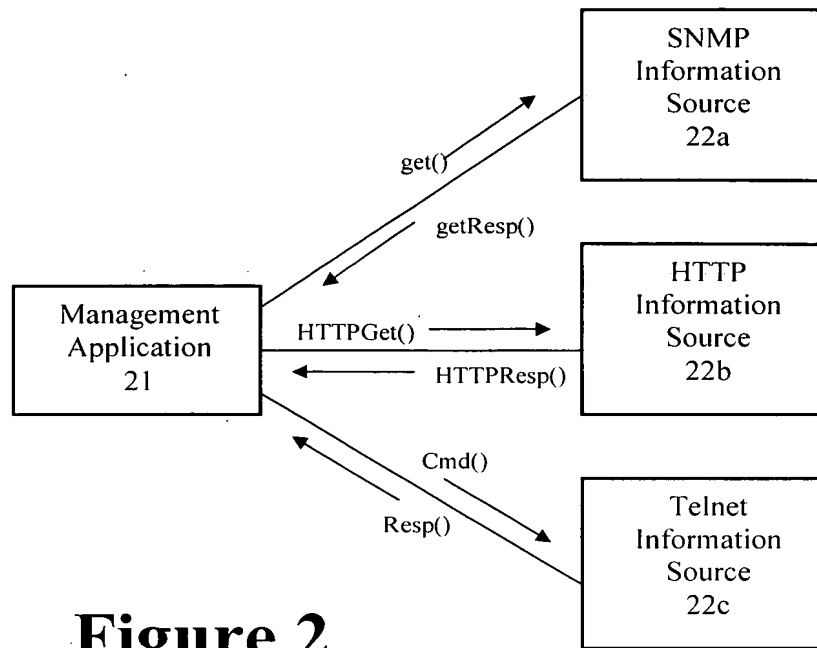 SNMP
Information
Source
22a
get()
getResp()
Management
Application
21
HTTPGet()
HTTPResp()
HTTP
Information
Source
22b
Cmd()
Resp()
Telnet
Information
Source
22c
Figure 2